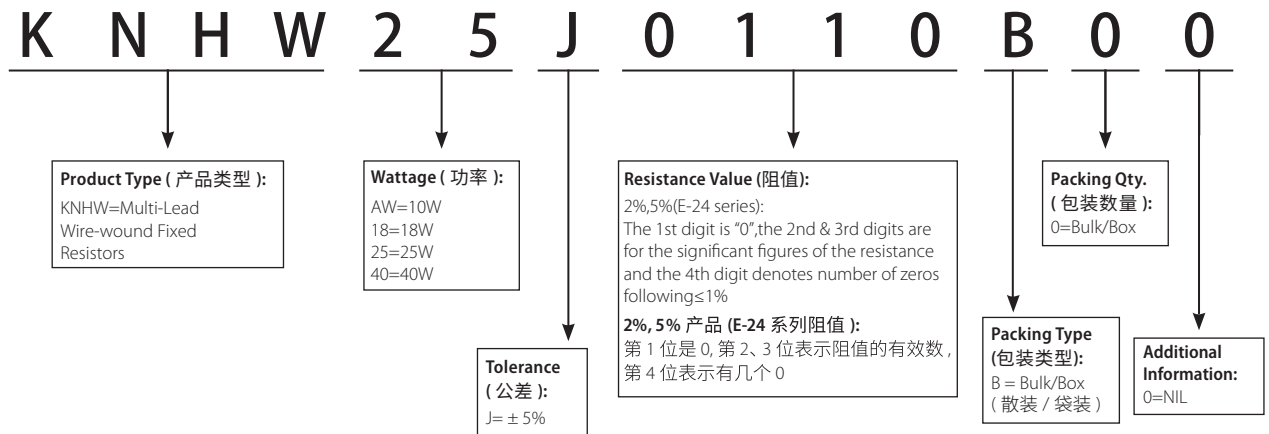 K N H W 2 5 J 0 1 1 0 B 0 0
Product Type ( 产品类型 ):
KNHW=Multi-Lead
Wire-wound Fixed
Resistors
Wattage ( 功率 ):
AW=10W
18=18W
25=25W
40=40W
Tolerance
( 公差 ):
J= ± 5%
Resistance Value (阻值):
2%,5%(E-24 series):
The 1st digit is “0”,the 2nd & 3rd digits are
for the significant figures of the resistance
and the 4th digit denotes number of zeros
following≤1%
2%, 5% 产品 (E-24 系列阻值 ):
第 1 位是 0, 第 2、3 位表示阻值的有效数 ,
第 4 位表示有几个 0
Packing Type
(包装类型):
B = Bulk/Box
( 散装 / 袋装 )
Packing Qty.
( 包装数量 ):
0=Bulk/Box
Additional
Information:
0=NIL